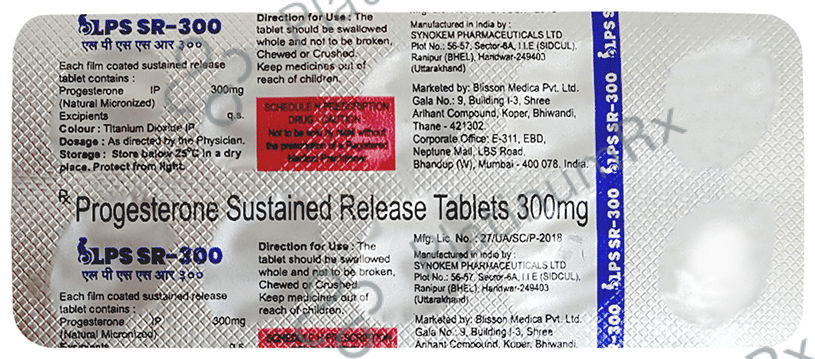 LPS SR-300
एल पी एस एस आर ३००
Each film coated sustained release
tablet contains :
Progesterone IP 300mg
(Natural Micronized)
Excipients q.s.
Colour : Titanium Dioxide IP
Dosage : As directed by the Physician.
Storage : Store below 25°C in a dry
place. Protect from light.
Direction for Use : The
tablet should be swallowed
whole and not to be broken,
Chewed or Crushed.
Keep medicines out of
reach of children.
SCHEDULE H PRESCRIPTION
DRUG - CAUTION
Not to be sold by retail without
the prescription of a Registered
Medical Practitioner.
Manufactured in India by :
SYNOKEM PHARMACEUTICALS LTD
Plot No.: 56-57, Sector-6A, I.I.E (SIDCUL),
Ranipur (BHEL), Haridwar-249403
(Uttarakhand)
Marketed by: Blisson Medica Pvt. Ltd.
Gala No.: 9, Building I-3, Shree
Arihant Compound, Koper, Bhiwandi,
Thane - 421302.
Corporate Office: E-311, EBD,
Neptune Mall, LBS Road,
Bhandup (W), Mumbai - 400 078. India.
LPS SR-300
LPS SR-300
-300
Rx Progesterone Sustained Release Tablets 300mg
LPS SR-300
एल पी एस एस आर ३००
Each film coated sustained release
tablet contains :
Progesterone IP 300mg
(Natural Micronized)
Excipients q.s.
Direction for Use : The
tablet should be swallowed
whole and not to be broken,
Chewed or Crushed.
Keep medicines out of
reach of children.
SCHEDULE H PRESCRIPTION
Mfg. Lic. No. : 27/UA/SC/P-2018
Manufactured in India by :
SYNOKEM PHARMACEUTICALS LTD
Plot No.: 56-57, Sector-6A, I.I.E (SIDCUL),
Ranipur (BHEL), Haridwar-249403
(Uttarakhand)
Marketed by: Blisson Medica Pvt. Ltd.
Gala No.: 9, Building I-3, Shree
Arihant Compound, Koper, Bhiwandi,
PlatinumRx